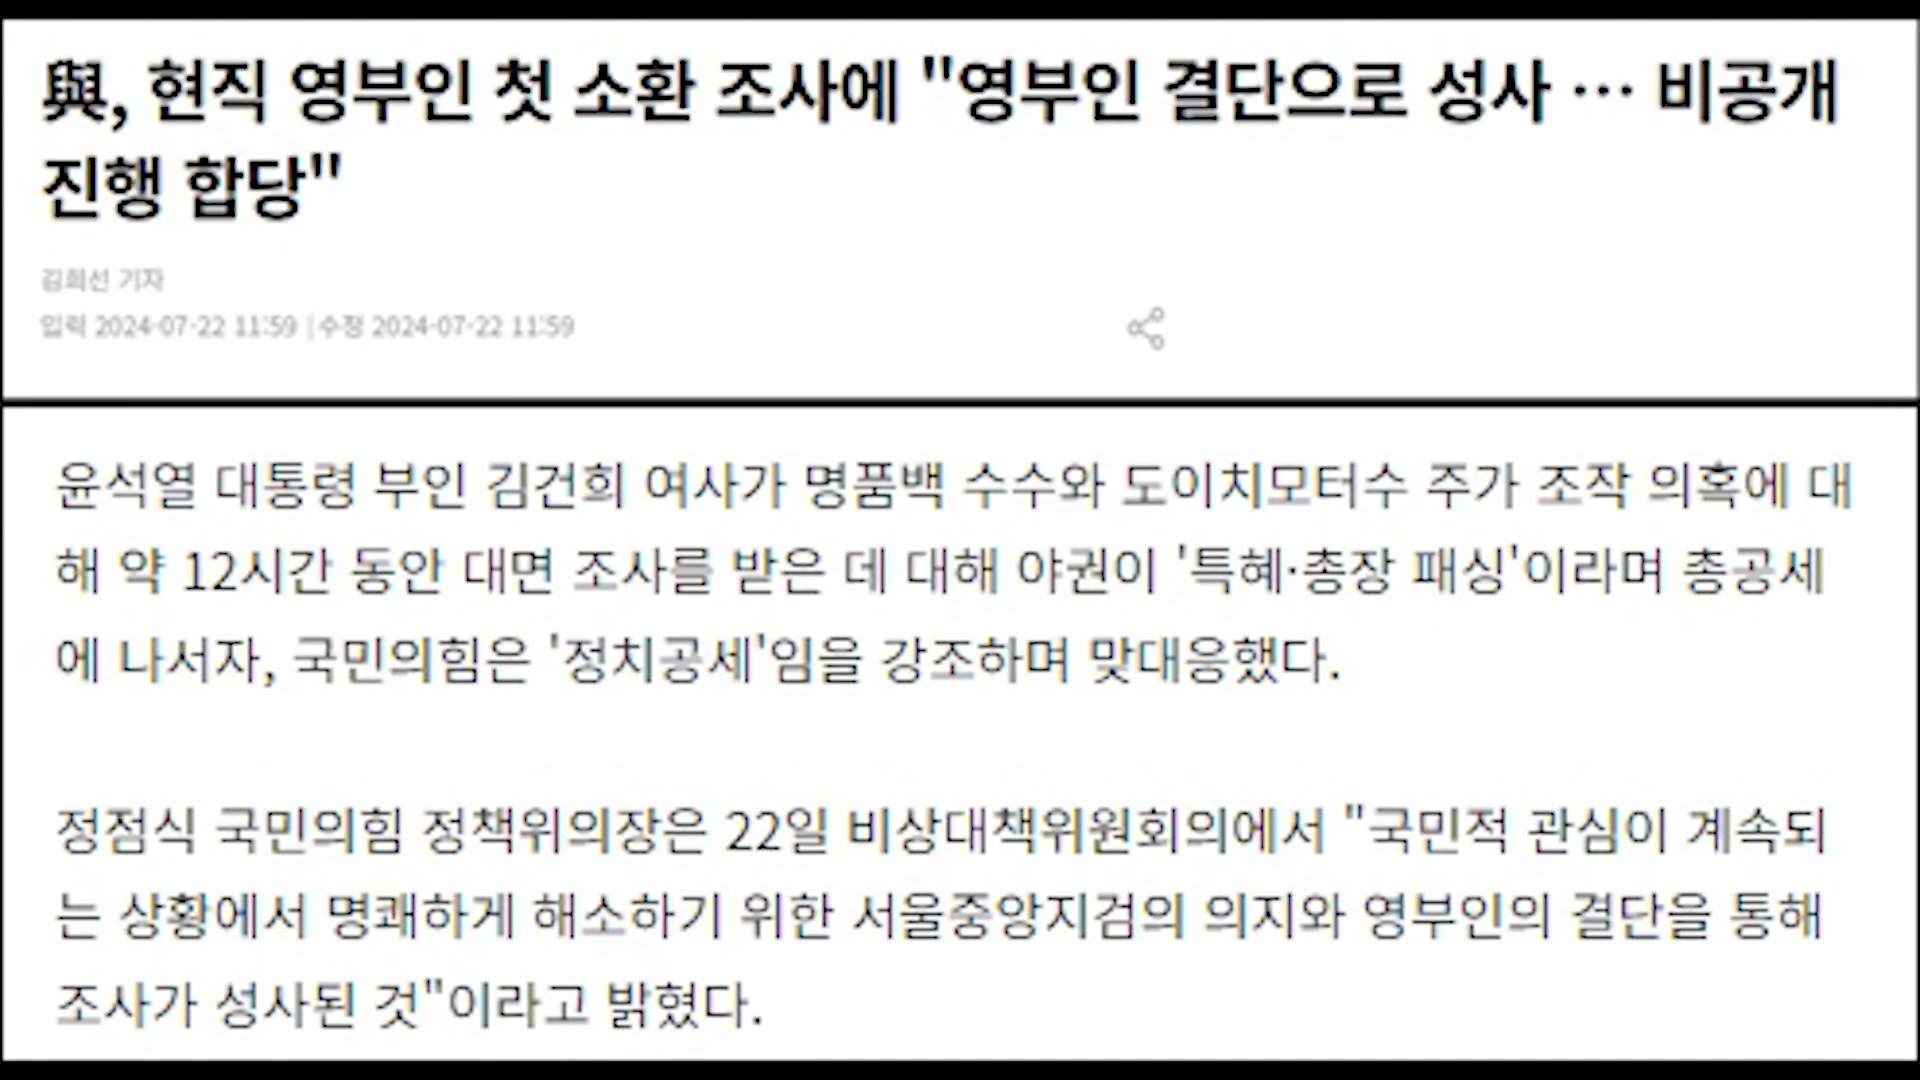 與, 현직 영부인 첫 소환 조사에 "영부인 결단으로 성사 … 비공개
진행 합당"
김희선 기자
입력 2024-07-22 11:59 | 수정 2024-07-22 11:59
윤석열 대통령 부인 김건희 여사가 명품백 수수와 도이치모터수 주가 조작 의혹에 대
해 약 12시간 동안 대면 조사를 받은 데 대해 야권이 '특혜·총장 패싱'이라며 총공세
에 나서자, 국민의힘은 '정치공세'임을 강조하며 맞대응했다.
정점식 국민의힘 정책위의장은 22일 비상대책위원회의에서 "국민적 관심이 계속되
는 상황에서 명쾌하게 해소하기 위한 서울중앙지검의 의지와 영부인의 결단을 통해
조사가 성사된 것"이라고 밝혔다.